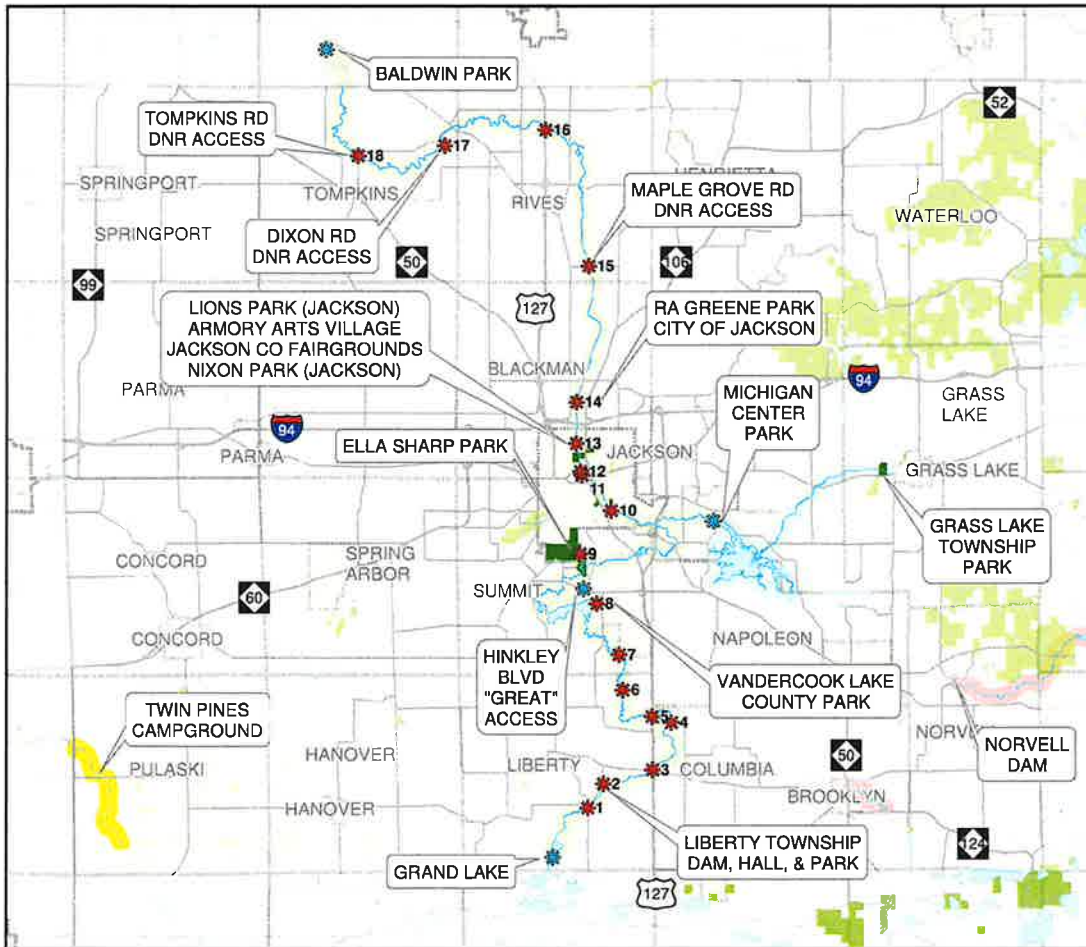 BALDWIN PARK
52
TOMPKINS RD
DNR ACCESS
16
17
18
HENRIETTA
SPRINGPORT
TOMPKINS
RIVES
MAPLE GROVE RD
DNR ACCESS
WATERLOO
SPRINGPORT
DIXON RD
DNR ACCESS
50
15
106
99
127
LIONS PARK (JACKSON)
ARMORY ARTS VILLAGE
JACKSON CO FAIRGROUNDS
NIXON PARK (JACKSON)
RA GREENE PARK
CITY OF JACKSON
BLACKMAN
94
PARMA
14
MICHIGAN
CENTER
PARK
GRASS
LAKE
94
13
ELLA SHARP PARK
JACKSON
PARMA
12
GRASS LAKE
11
10
GRASS LAKE
TOWNSHIP
PARK
9
SPRING
ARBOR
CONCORD
60
SUMMIT
8
CONCORD
NAPOLEON
7
HINKLEY
BLVD
"GREAT"
ACCESS
VANDERCOOK LAKE
COUNTY PARK
6
TWIN PINES
CAMPGROUND
5
4
NORVELL
NORVELL
DAM
HANOVER
50
LIBERTY
3
COLUMBIA
PULASKI
2
BROOKLYN
HANOVER
1
LIBERTY TOWNSHIP
DAM, HALL, & PARK
124
GRAND LAKE
127